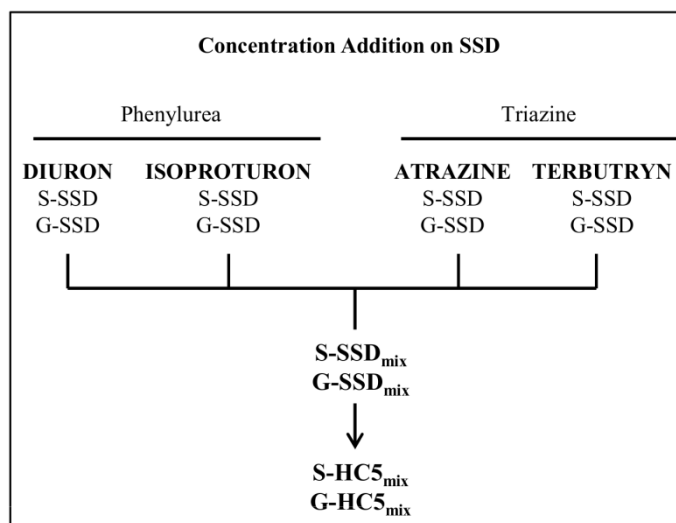 Concentration Addition on SSD
Phenylurea Triazine
DIURON ISOPROTURON ATRAZINE TERBUTRYN
S-SSD S-SSD S-SSD S-SSD
G-SSD G-SSD G-SSD G-SSD
S-SSDmix
G-SSDmix
S-HC5mix
G-HC5mix